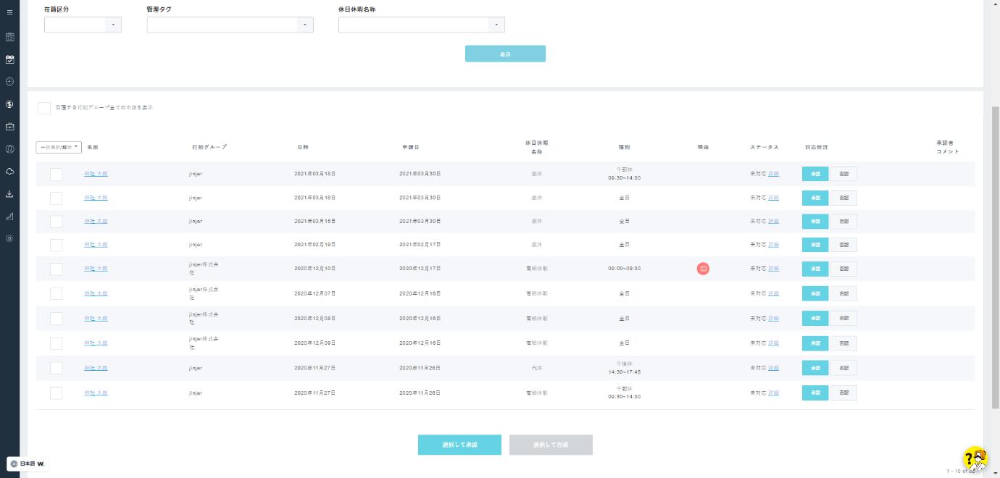 在籍区分 管理タグ 休日休暇名称
表示
管理する打刻グループ全ての申請を表示
一括選択/解除 名前 打刻グループ 日時 申請日 休日休暇名称 種別 理由 ステータス 対応状況 承認者コメント
神社 太郎 jinjer 2021年03月18日 2021年03月30日 振休 午前休 09:30~14:30 未対応 詳細 承認 否認
神社 太郎 jinjer 2021年03月16日 2021年03月30日 振休 全日 未対応 詳細 承認 否認
神社 太郎 jinjer 2021年03月15日 2021年03月30日 振休 全日 未対応 詳細 承認 否認
神社 太郎 jinjer 2021年02月19日 2021年02月17日 振休 全日 未対応 詳細 承認 否認
神社 太郎 jinjer株式会社 2020年12月10日 2020年12月17日 有給休暇 09:00~09:30 未対応 詳細 承認 否認
神社 太郎 jinjer株式会社 2020年12月07日 2020年12月16日 有給休暇 全日 未対応 詳細 承認 否認
神社 太郎 jinjer株式会社 2020年12月08日 2020年12月16日 有給休暇 全日 未対応 詳細 承認 否認
神社 太郎 jinjer株式会社 2020年12月09日 2020年12月16日 有給休暇 全日 未対応 詳細 承認 否認
神社 太郎 jinjer 2020年11月27日 2020年11月26日 代休 午後休 14:30~17:45 未対応 詳細 承認 否認
神社 太郎 jinjer 2020年11月27日 2020年11月26日 有給休暇 午前休 09:30~14:30 未対応 詳細 承認 否認
選択して承認 選択して否認
日本語 W.
1 - 10 of